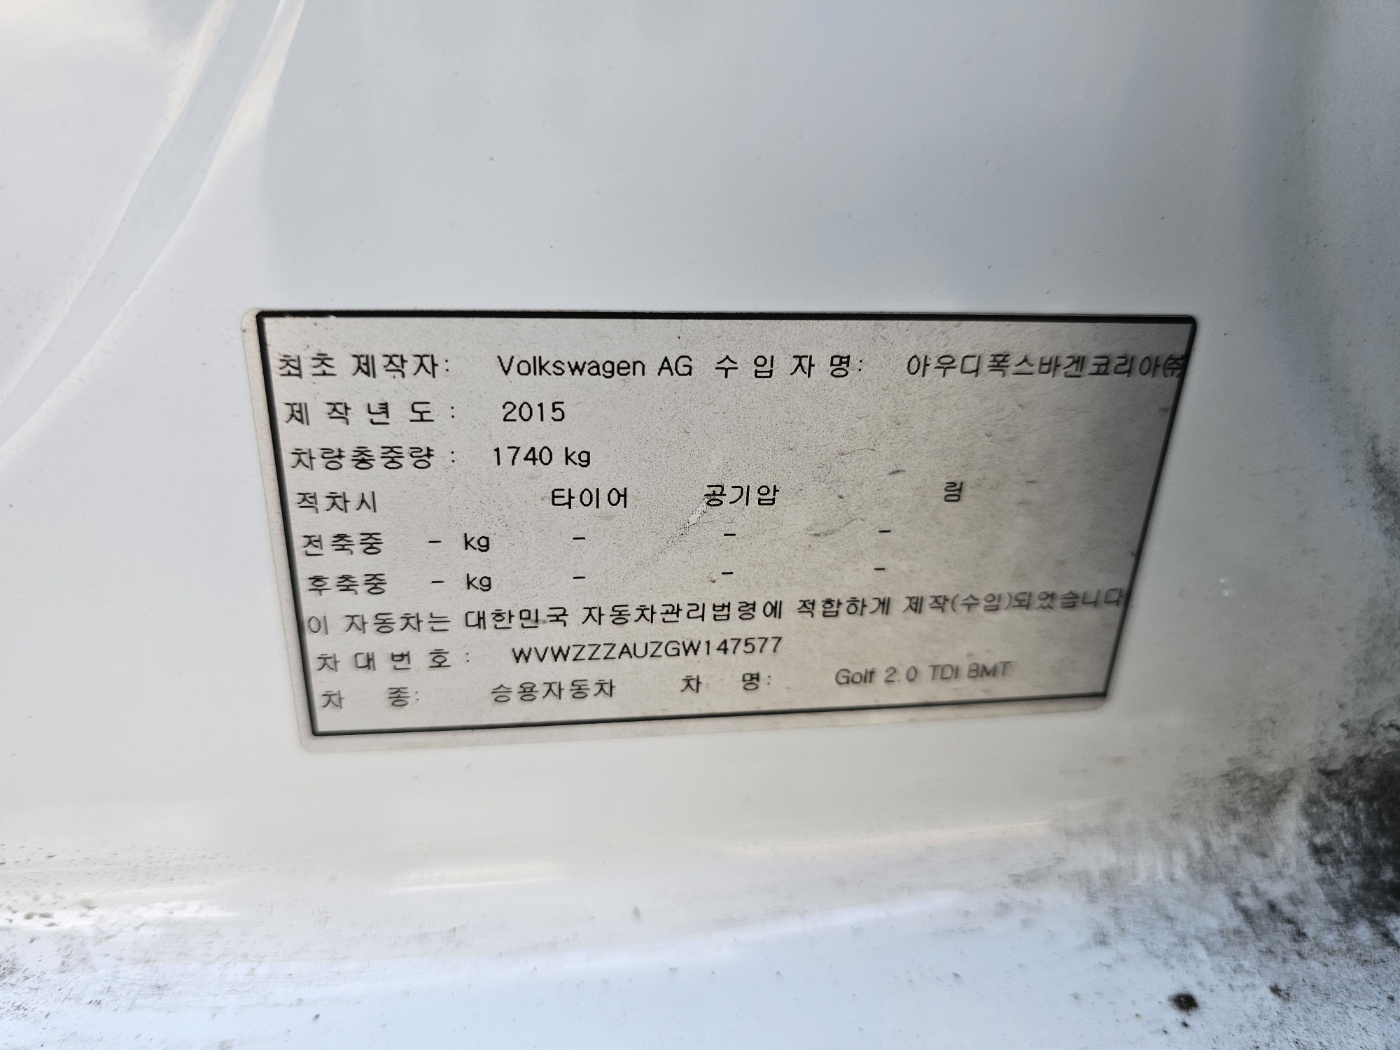 최초 제작자: Volkswagen AG 수 입 자 명: 아우디폭스바겐코리아㈜
제 작 년 도 : 2015
차량총중량 : 1740 kg
적차시 타이어 공기압 림
전축중 - kg - - -
후축중 - kg - - -
이 자동차는 대한민국 자동차관리법령에 적합하게 제작(수입)되었습니다
차 대 번 호 : WVWZZZAUZGW147577
차 종: 승용자동차 차 명: Golf 2.0 TDI BMT